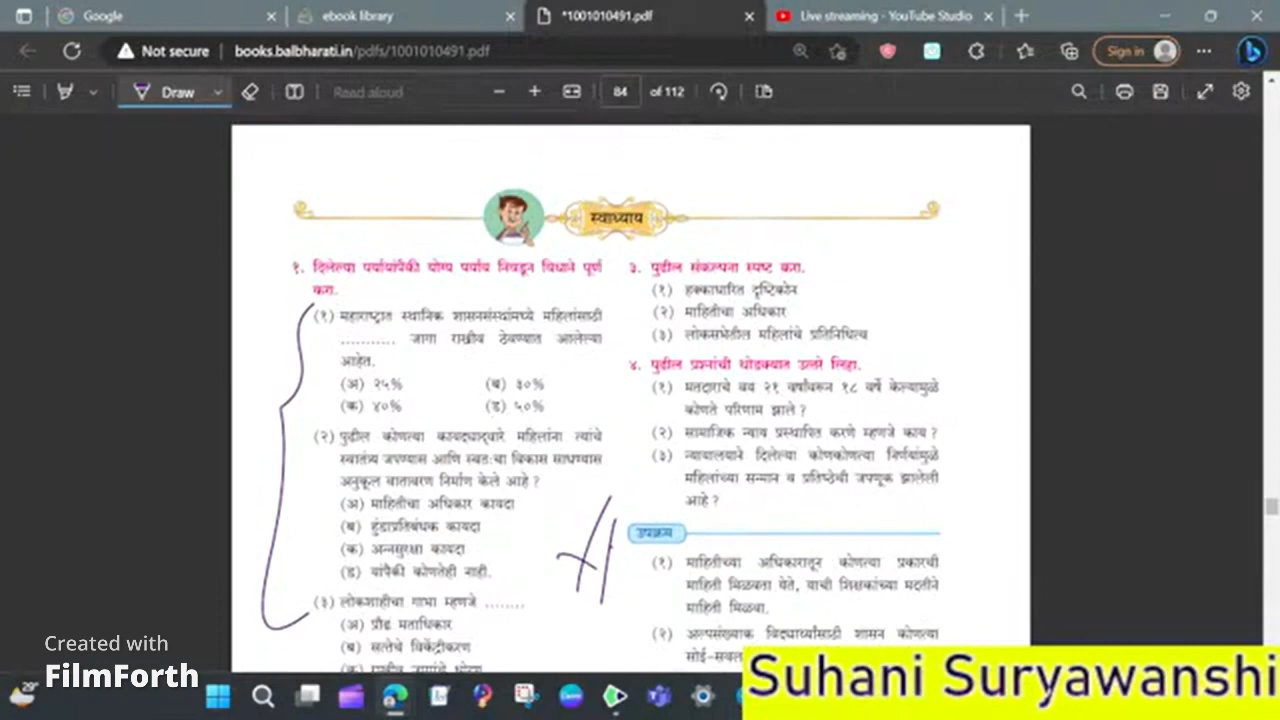 Google
ebook library
*1001010491.pdf
Live streaming - YouTube Studio
Not secure
books.balbharati.in/pdfs/1001010491.pdf
Sign in
Draw
Read aloud
84 of 112
स्वाध्याय
१. दिलेल्या पर्यायांपैकी योग्य पर्याय निवडून विधाने पूर्ण
करा.
(१) महाराष्ट्रात स्थानिक शासनसंस्थांमध्ये महिलांसाठी
........... जागा राखीव ठेवण्यात आलेल्या
आहेत.
(अ) २५% (ब) ३०%
(क) ४०% (ड) ५०%
(२) पुढील कोणत्या कायद्याद्वारे महिलांना त्यांचे
स्वातंत्र्य जपण्यास आणि स्वतःचा विकास साधण्यास
अनुकूल वातावरण निर्माण केले आहे ?
(अ) माहितीचा अधिकार कायदा
(ब) हुंडाप्रतिबंधक कायदा
(क) अन्नसुरक्षा कायदा
(ड) यांपैकी कोणतेही नाही.
(३) लोकशाहीचा गाभा म्हणजे ........
(अ) प्रौढ मताधिकार
(ब) सत्तेचे विकेंद्रीकरण
(क) राखीव जागांचे धोरण
३. पुढील संकल्पना स्पष्ट करा.
(१) हक्काधारित दृष्टिकोन
(२) माहितीचा अधिकार
(३) लोकसभेतील महिलांचे प्रतिनिधित्व
४. पुढील प्रश्नांची थोडक्यात उत्तरे लिहा.
(१) मतदाराचे वय २१ वर्षांवरून १८ वर्षे केल्यामुळे
कोणते परिणाम झाले ?
(२) सामाजिक न्याय प्रस्थापित करणे म्हणजे काय ?
(३) न्यायालयाने दिलेल्या कोणकोणत्या निर्णयांमुळे
महिलांच्या सन्मान व प्रतिष्ठेची जपणूक झालेली
आहे ?
उपक्रम
(१) माहितीच्या अधिकारातून कोणत्या प्रकारची
माहिती मिळवता येते, याची शिक्षकांच्या मदतीने
माहिती मिळवा.
(२) अल्पसंख्याक विद्यार्थ्यांसाठी शासन कोणत्या
सोई-सवल
Created with
FilmForth
29°
Suhani Suryawanshi